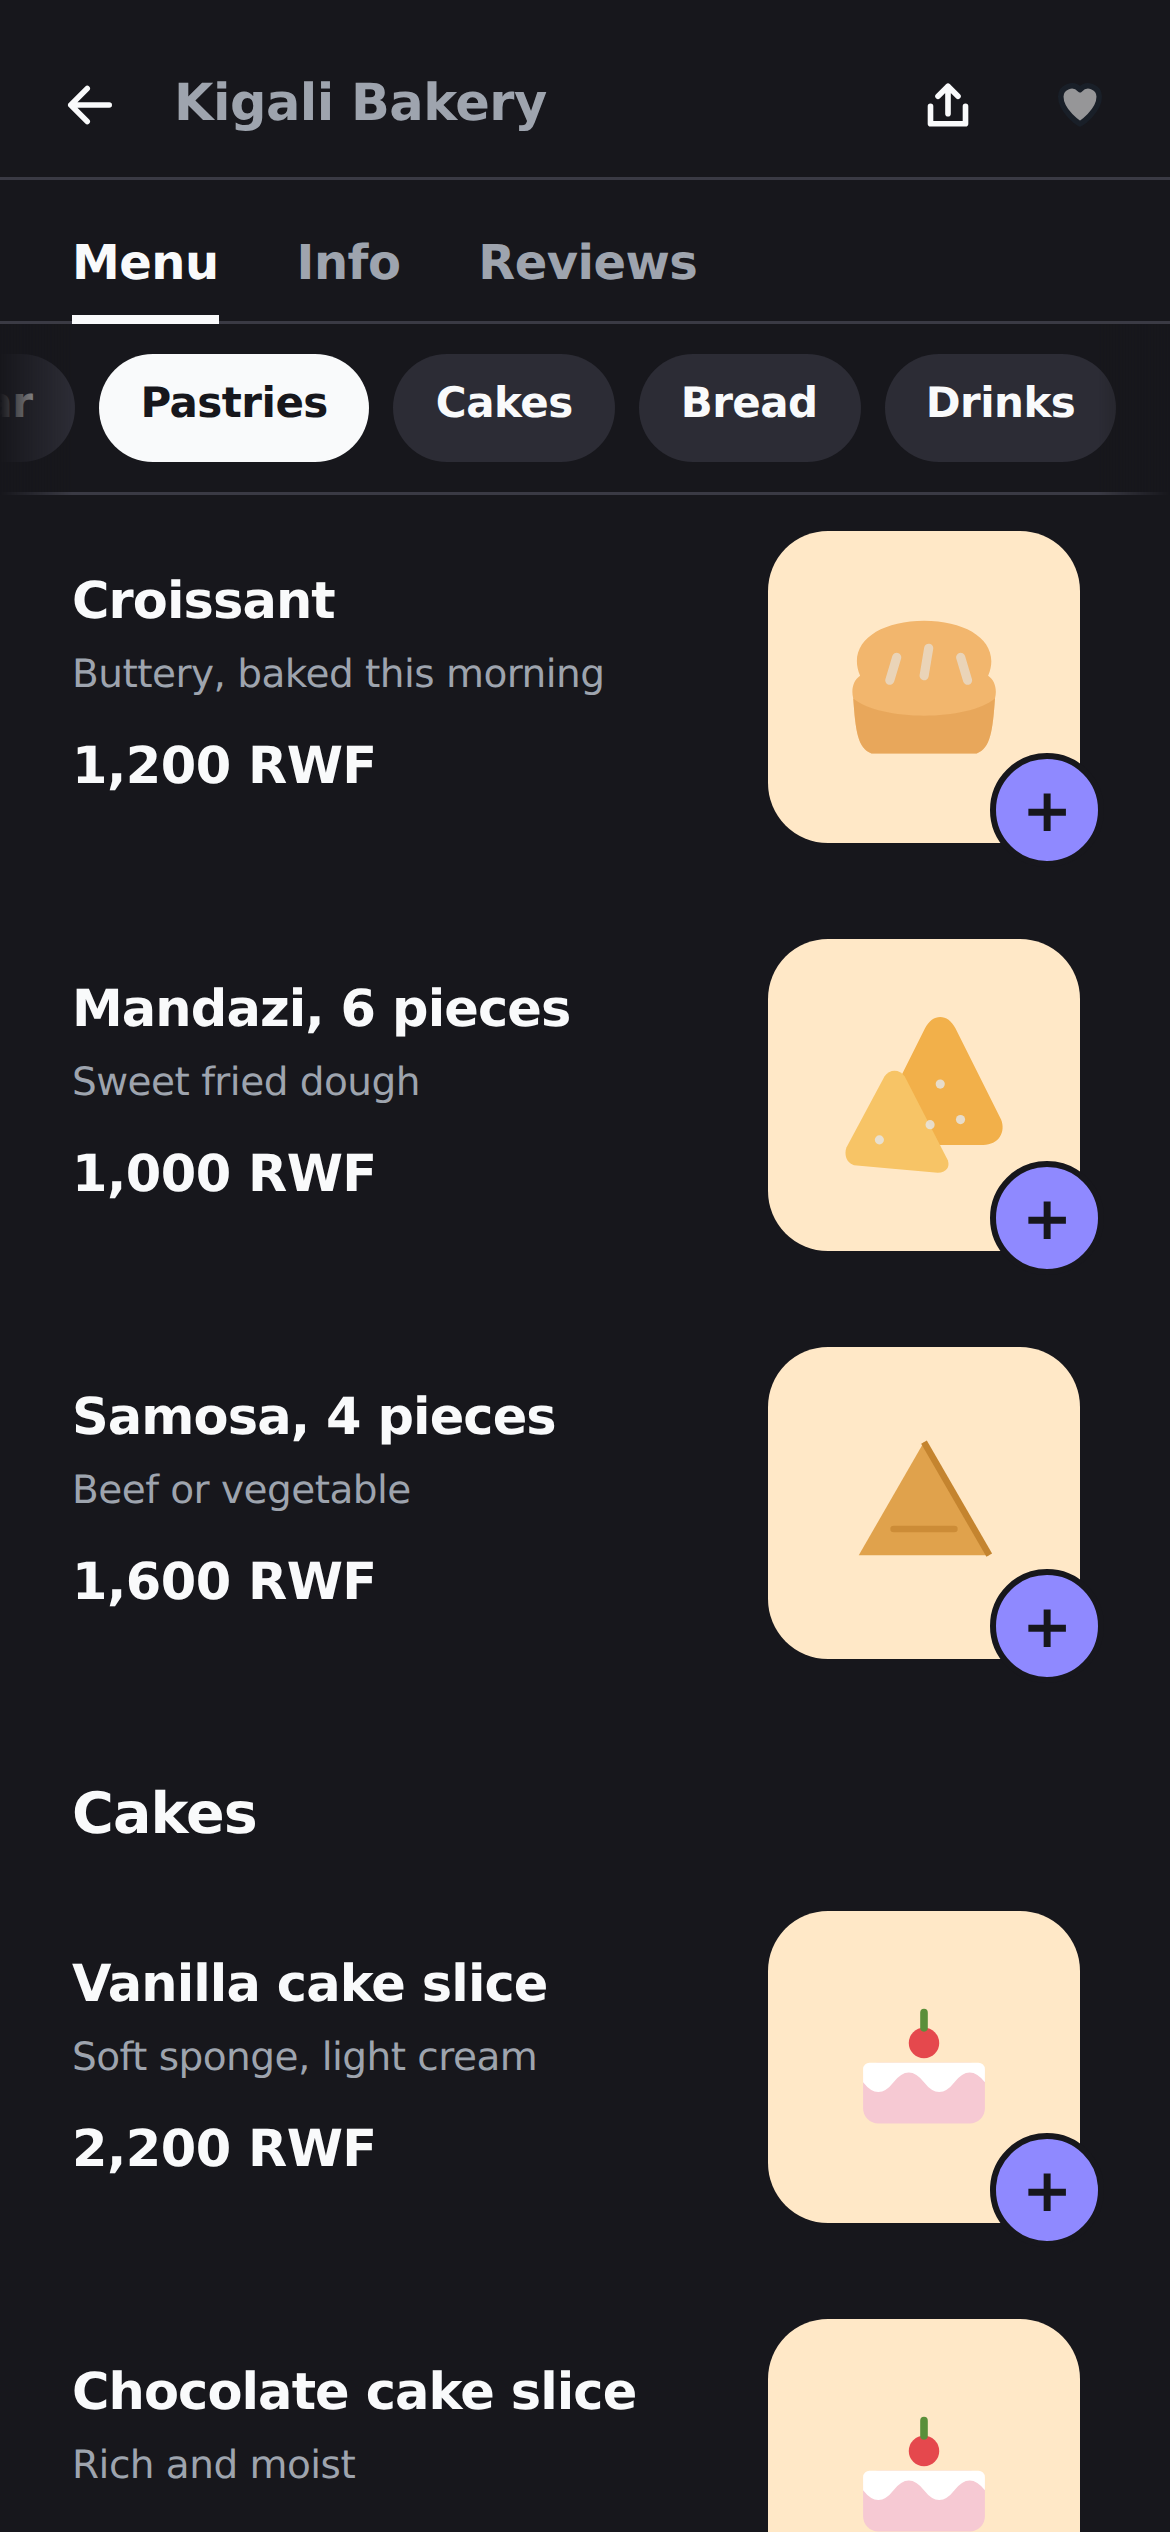 Kigali Bakery
Menu Info Reviews
Pastries Cakes Bread Drinks
Croissant
Buttery, baked this morning
1,200 RWF
Mandazi, 6 pieces
Sweet fried dough
1,000 RWF
Samosa, 4 pieces
Beef or vegetable
1,600 RWF
Cakes
Vanilla cake slice
Soft sponge, light cream
2,200 RWF
Chocolate cake slice
Rich and moist